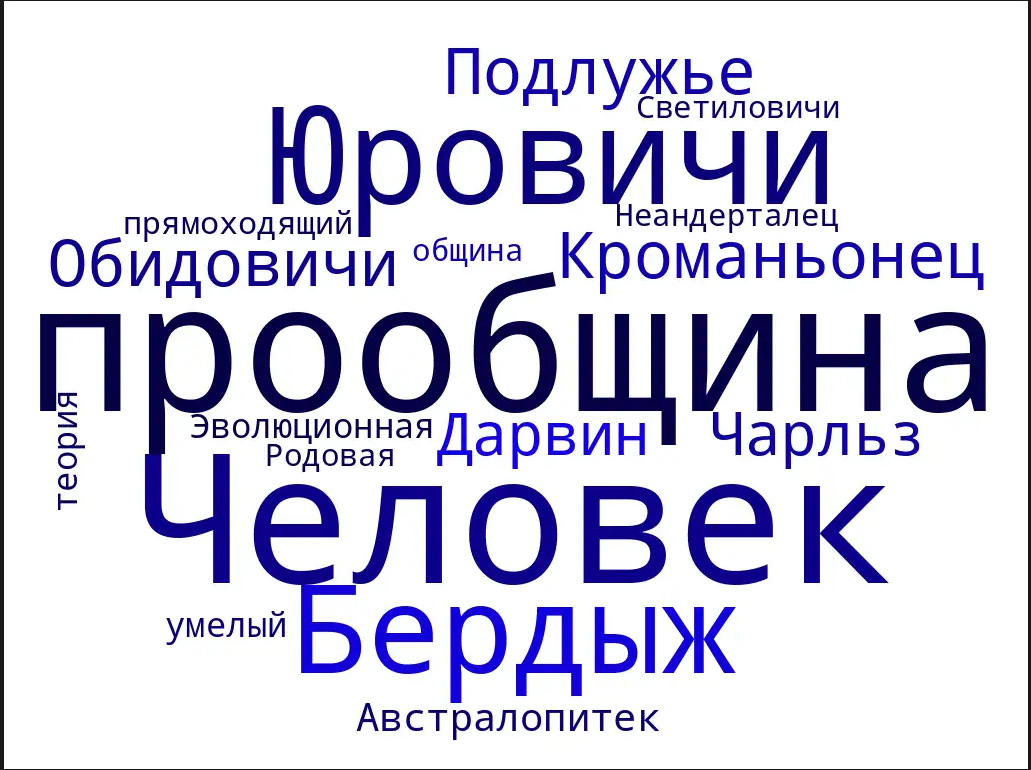 Подлужье
Светиловичи
Юровичи
прямоходящий
Неандерталец
Обидовичи
община
Кроманьонец
прообщина
теория
Эволюционная
Дарвин
Чарльз
Родовая
Человек
умелый
Бердыж
Австралопитек